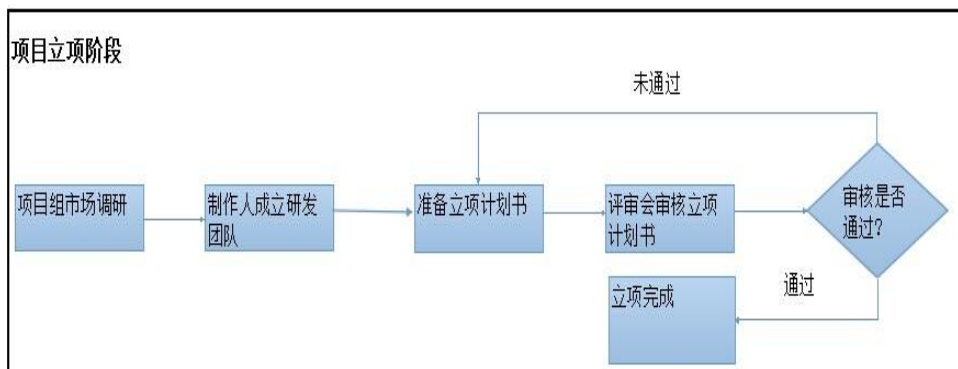 项目立项阶段
未通过
项目组市场调研
制作人成立研发
团队
准备立项计划书
评审会审核立项
计划书
审核是否
通过？
立项完成
通过